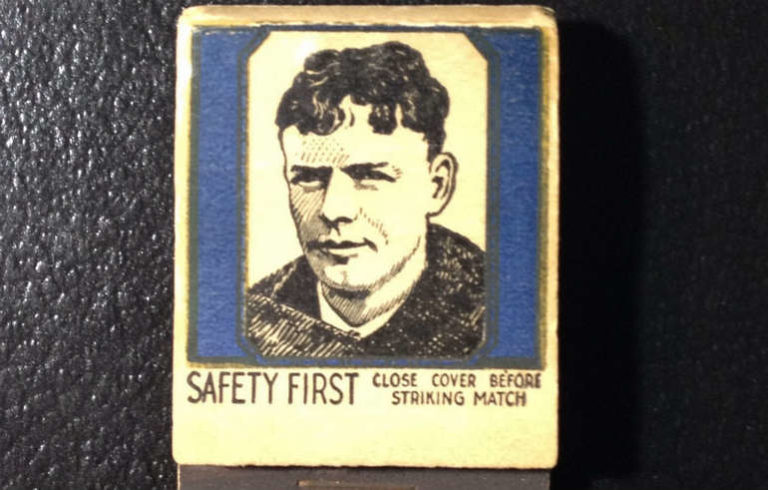 SAFETY FIRST CLOSE COVER BEFORE
STRIKING MATCH